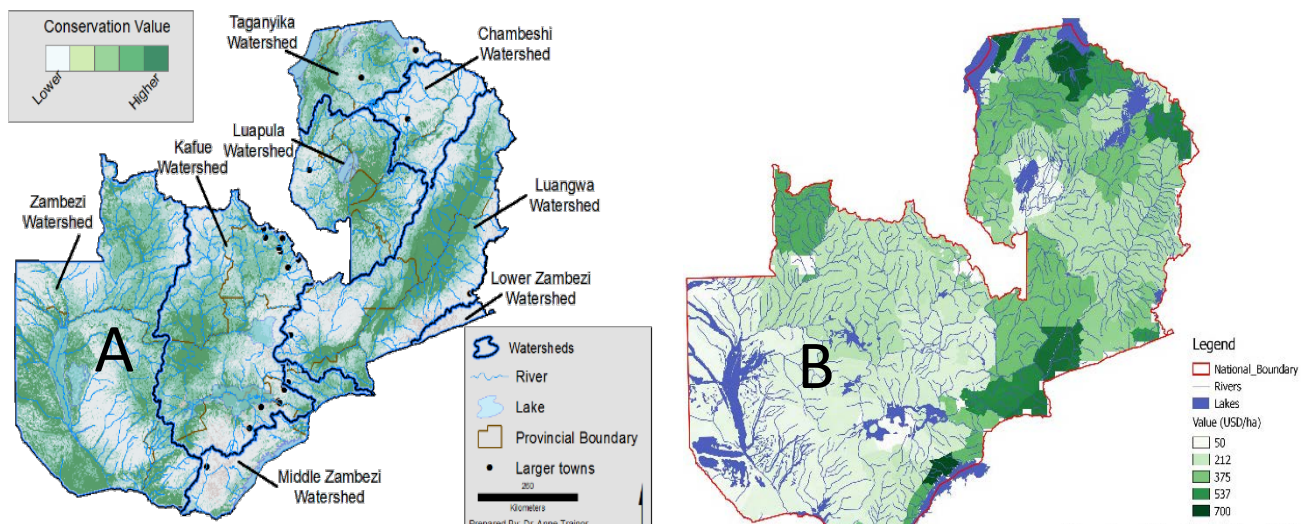 Conservation Value
Lower
Higher
Taganyika
Watershed
Chambeshi
Watershed
Luapula
Watershed
Kafue
Watershed
Zambezi
Watershed
Luangwa
Watershed
Lower Zambezi
Watershed
Middle Zambezi
Watershed
A
Watersheds
River
Lake
Provincial Boundary
Larger towns
260
Kilometers
Prepared By: Dr. Anne Trainor
B
Legend
National_Boundary
Rivers
Lakes
Value (USD/ha)
50
212
375
537
700